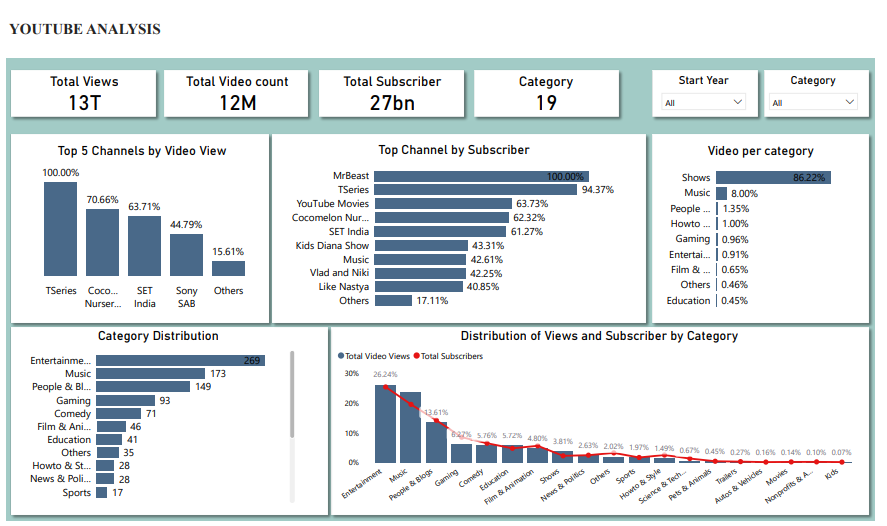 YOUTUBE ANALYSIS
Total Views
13T
Total Video count
12M
Total Subscriber
27bn
Category
19
Start Year
All
Category
All
Top 5 Channels by Video View
100.00%
70.66%
63.71%
44.79%
15.61%
TSeries
Coco... Nurser...
SET India
Sony SAB
Others
Top Channel by Subscriber
MrBeast 100.00%
TSeries 94.37%
YouTube Movies 63.73%
Cocomelon Nur... 62.32%
SET India 61.27%
Kids Diana Show 43.31%
Music 42.61%
Vlad and Niki 42.25%
Like Nastya 40.85%
Others 17.11%
Video per category
Shows 86.22%
Music 8.00%
People ... 1.35%
Howto ... 1.00%
Gaming 0.96%
Entertai... 0.91%
Film & ... 0.65%
Others 0.46%
Education 0.45%
Category Distribution
Entertainme... 269
Music 173
People & Bl... 149
Gaming 93
Comedy 71
Film & Ani... 46
Education 41
Others 35
Howto & St... 28
News & Poli... 28
Sports 17
Distribution of Views and Subscriber by Category
Total Video Views Total Subscribers
30%
20%
10%
0%
26.24%
13.61%
6.27%
5.76%
5.72%
4.80%
3.81%
2.63%
2.02%
1.97%
1.49%
0.67%
0.45%
0.27%
0.16%
0.14%
0.10%
0.07%
Entertainment
Music
People & Blogs
Gaming
Comedy
Education
Film & Animation
Shows
News & Politics
Others
Sports
Howto & Style
Science & Tech...
Pets & Animals
Trailers
Autos & Vehicles
Movies
Nonprofits & A...
Kids